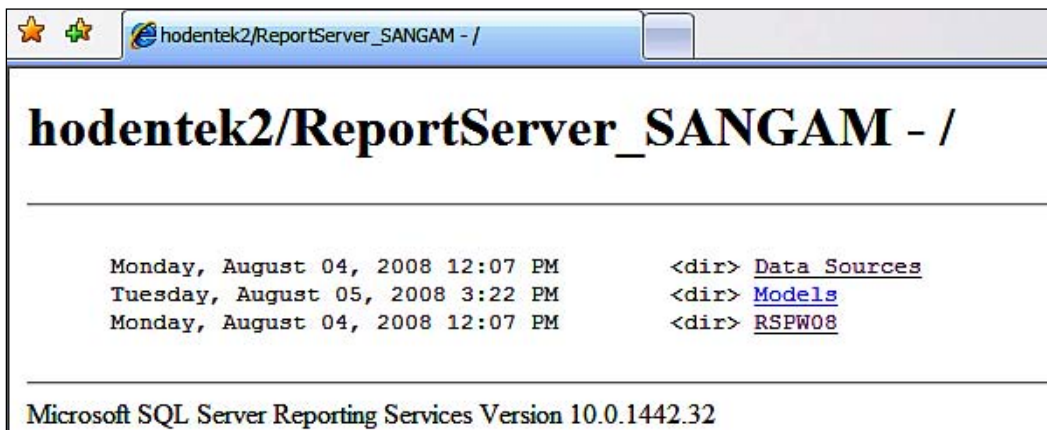 hodentek2/ReportServer_SANGAM - /
hodentek2/ReportServer_SANGAM - /
Monday, August 04, 2008 12:07 PM <dir> Data Sources
Tuesday, August 05, 2008 3:22 PM <dir> Models
Monday, August 04, 2008 12:07 PM <dir> RSPW08
Microsoft SQL Server Reporting Services Version 10.0.1442.32